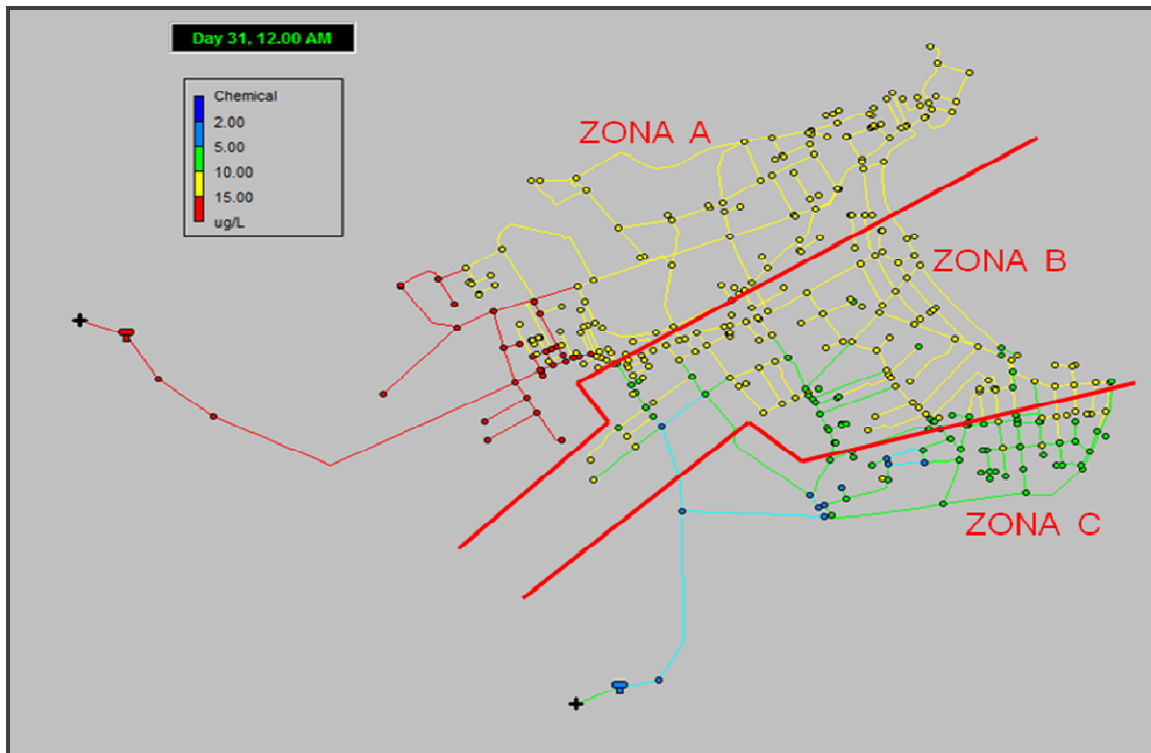 Day 31, 12.00 AM
Chemical
2.00
5.00
10.00
15.00
ug/L
ZONA A
ZONA B
ZONA C